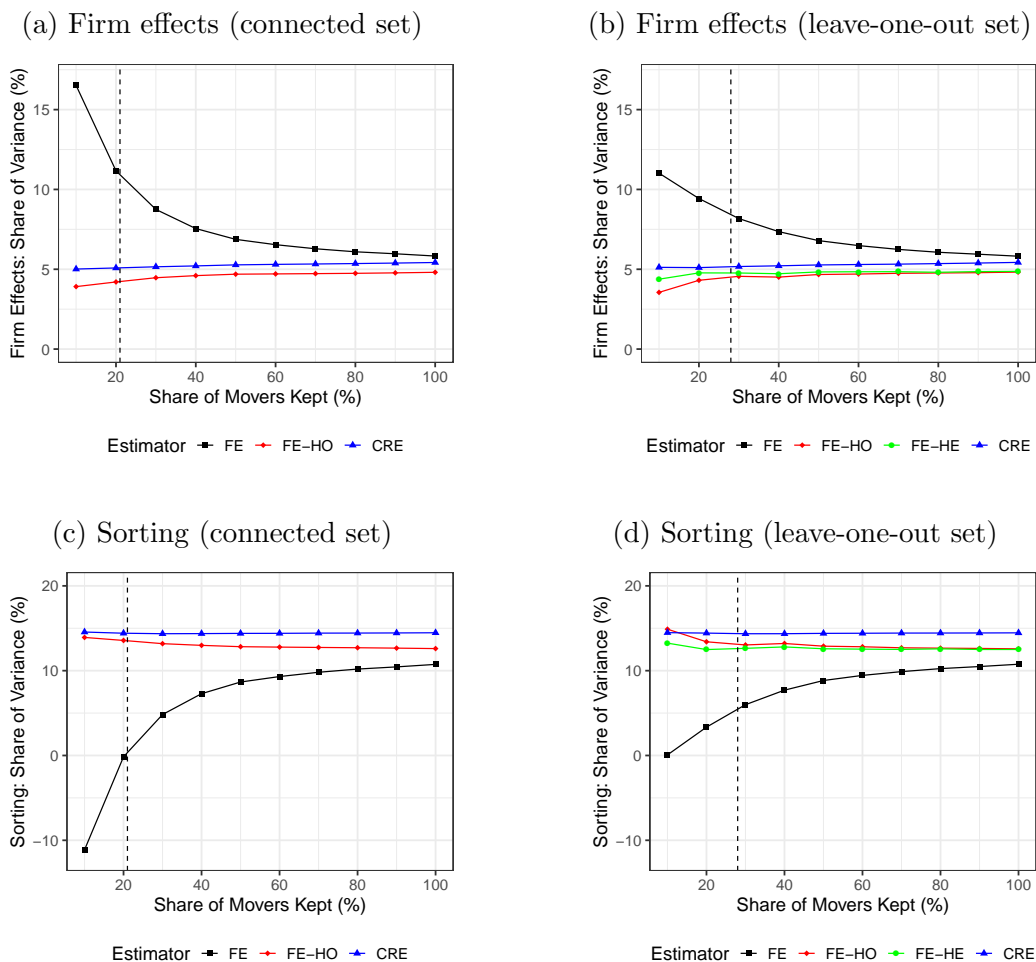 (a) Firm effects (connected set)
(b) Firm effects (leave-one-out set)
Firm Effects: Share of Variance (%)
15
10
5
0
20
40
60
80
100
Share of Movers Kept (%)
Estimator FE FE−HO CRE
Firm Effects: Share of Variance (%)
15
10
5
0
20
40
60
80
100
Share of Movers Kept (%)
Estimator FE FE−HO FE−HE CRE
(c) Sorting (connected set)
(d) Sorting (leave-one-out set)
Sorting: Share of Variance (%)
20
10
0
−10
20
40
60
80
100
Share of Movers Kept (%)
Estimator FE FE−HO CRE
Sorting: Share of Variance (%)
20
10
0
−10
20
40
60
80
100
Share of Movers Kept (%)
Estimator FE FE−HO FE−HE CRE